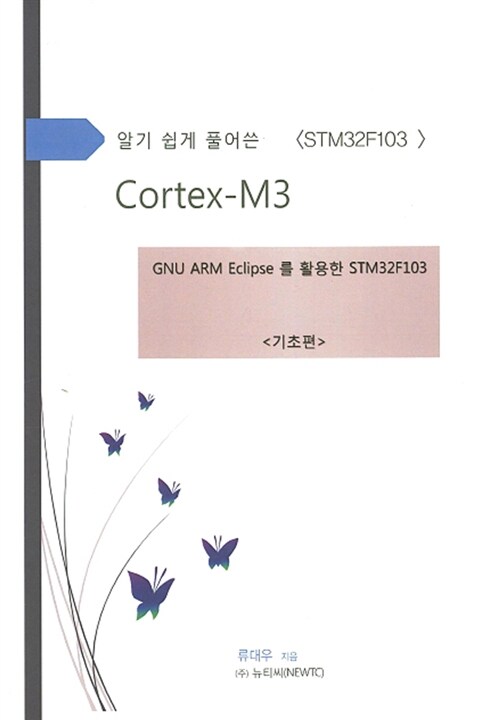 알기 쉽게 풀어쓴 〈STM32F103 〉
Cortex-M3
GNU ARM Eclipse 를 활용한 STM32F103
<기초편>
류대우 지음
(주) 뉴티씨(NEWTC)